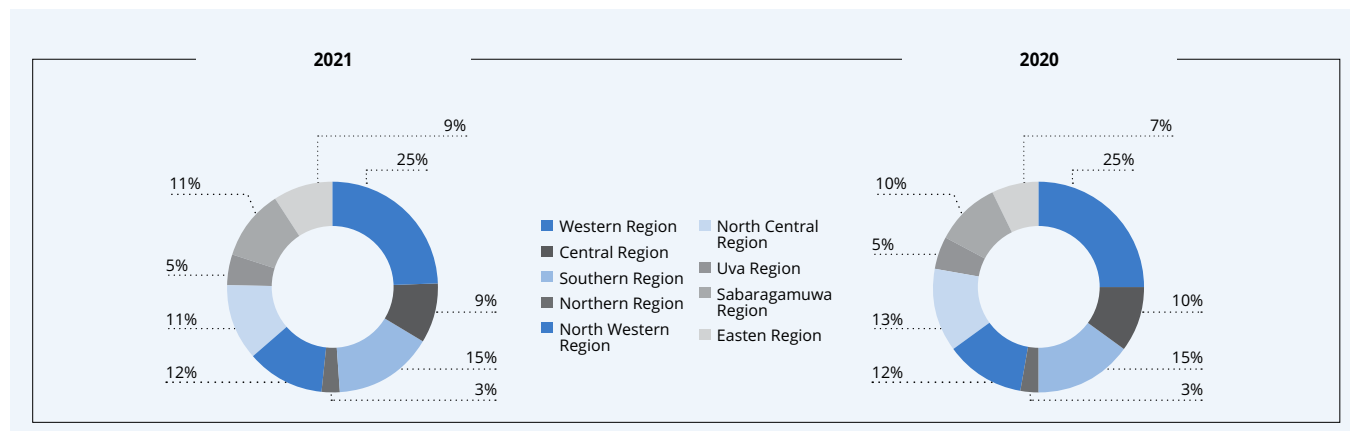 2021
2020
9%
25%
11%
5%
11%
12%
9%
15%
3%
Western Region
Central Region
Southern Region
Northern Region
North Western
Region
North Central
Region
Uva Region
Sabaragamuwa
Region
Easten Region
7%
25%
10%
5%
13%
12%
10%
15%
3%